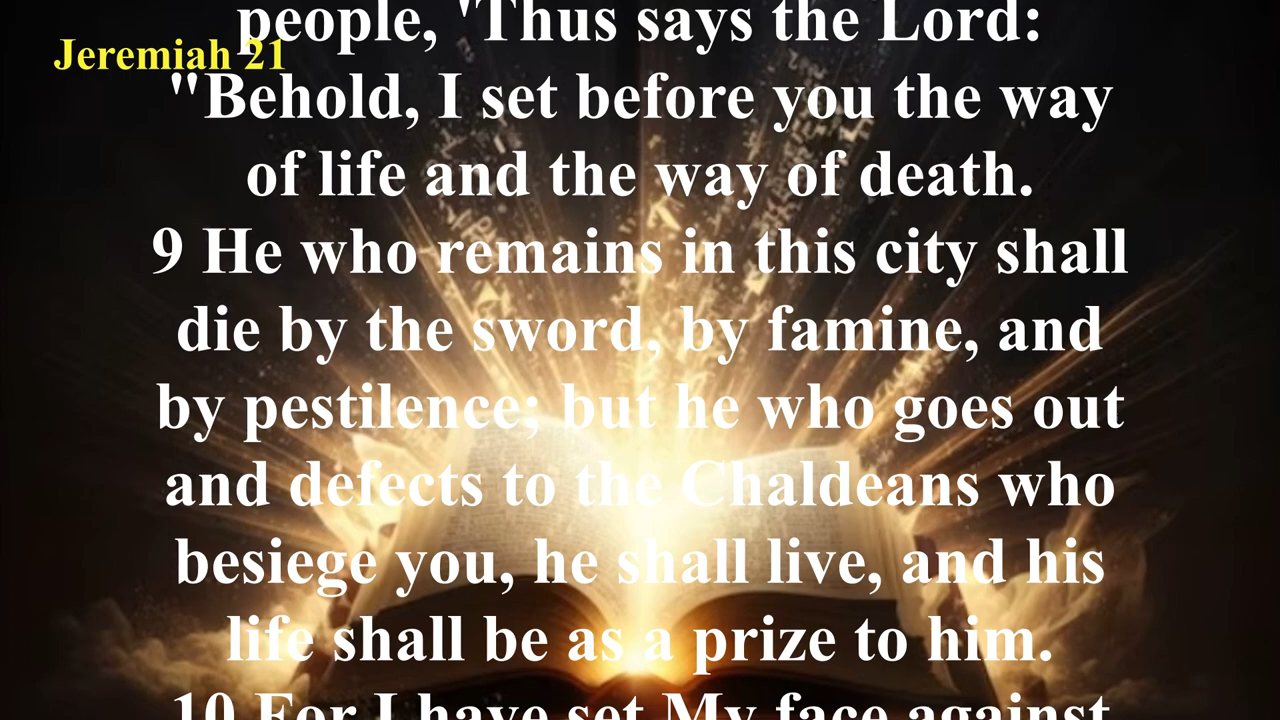 people, 'Thus says the Lord:
Jeremiah 21
"Behold, I set before you the way
of life and the way of death.
9 He who remains in this city shall
die by the sword, by famine, and
by pestilence; but he who goes out
and defects to the Chaldeans who
besiege you, he shall live, and his
life shall be as a prize to him.
10 For I have set My face against